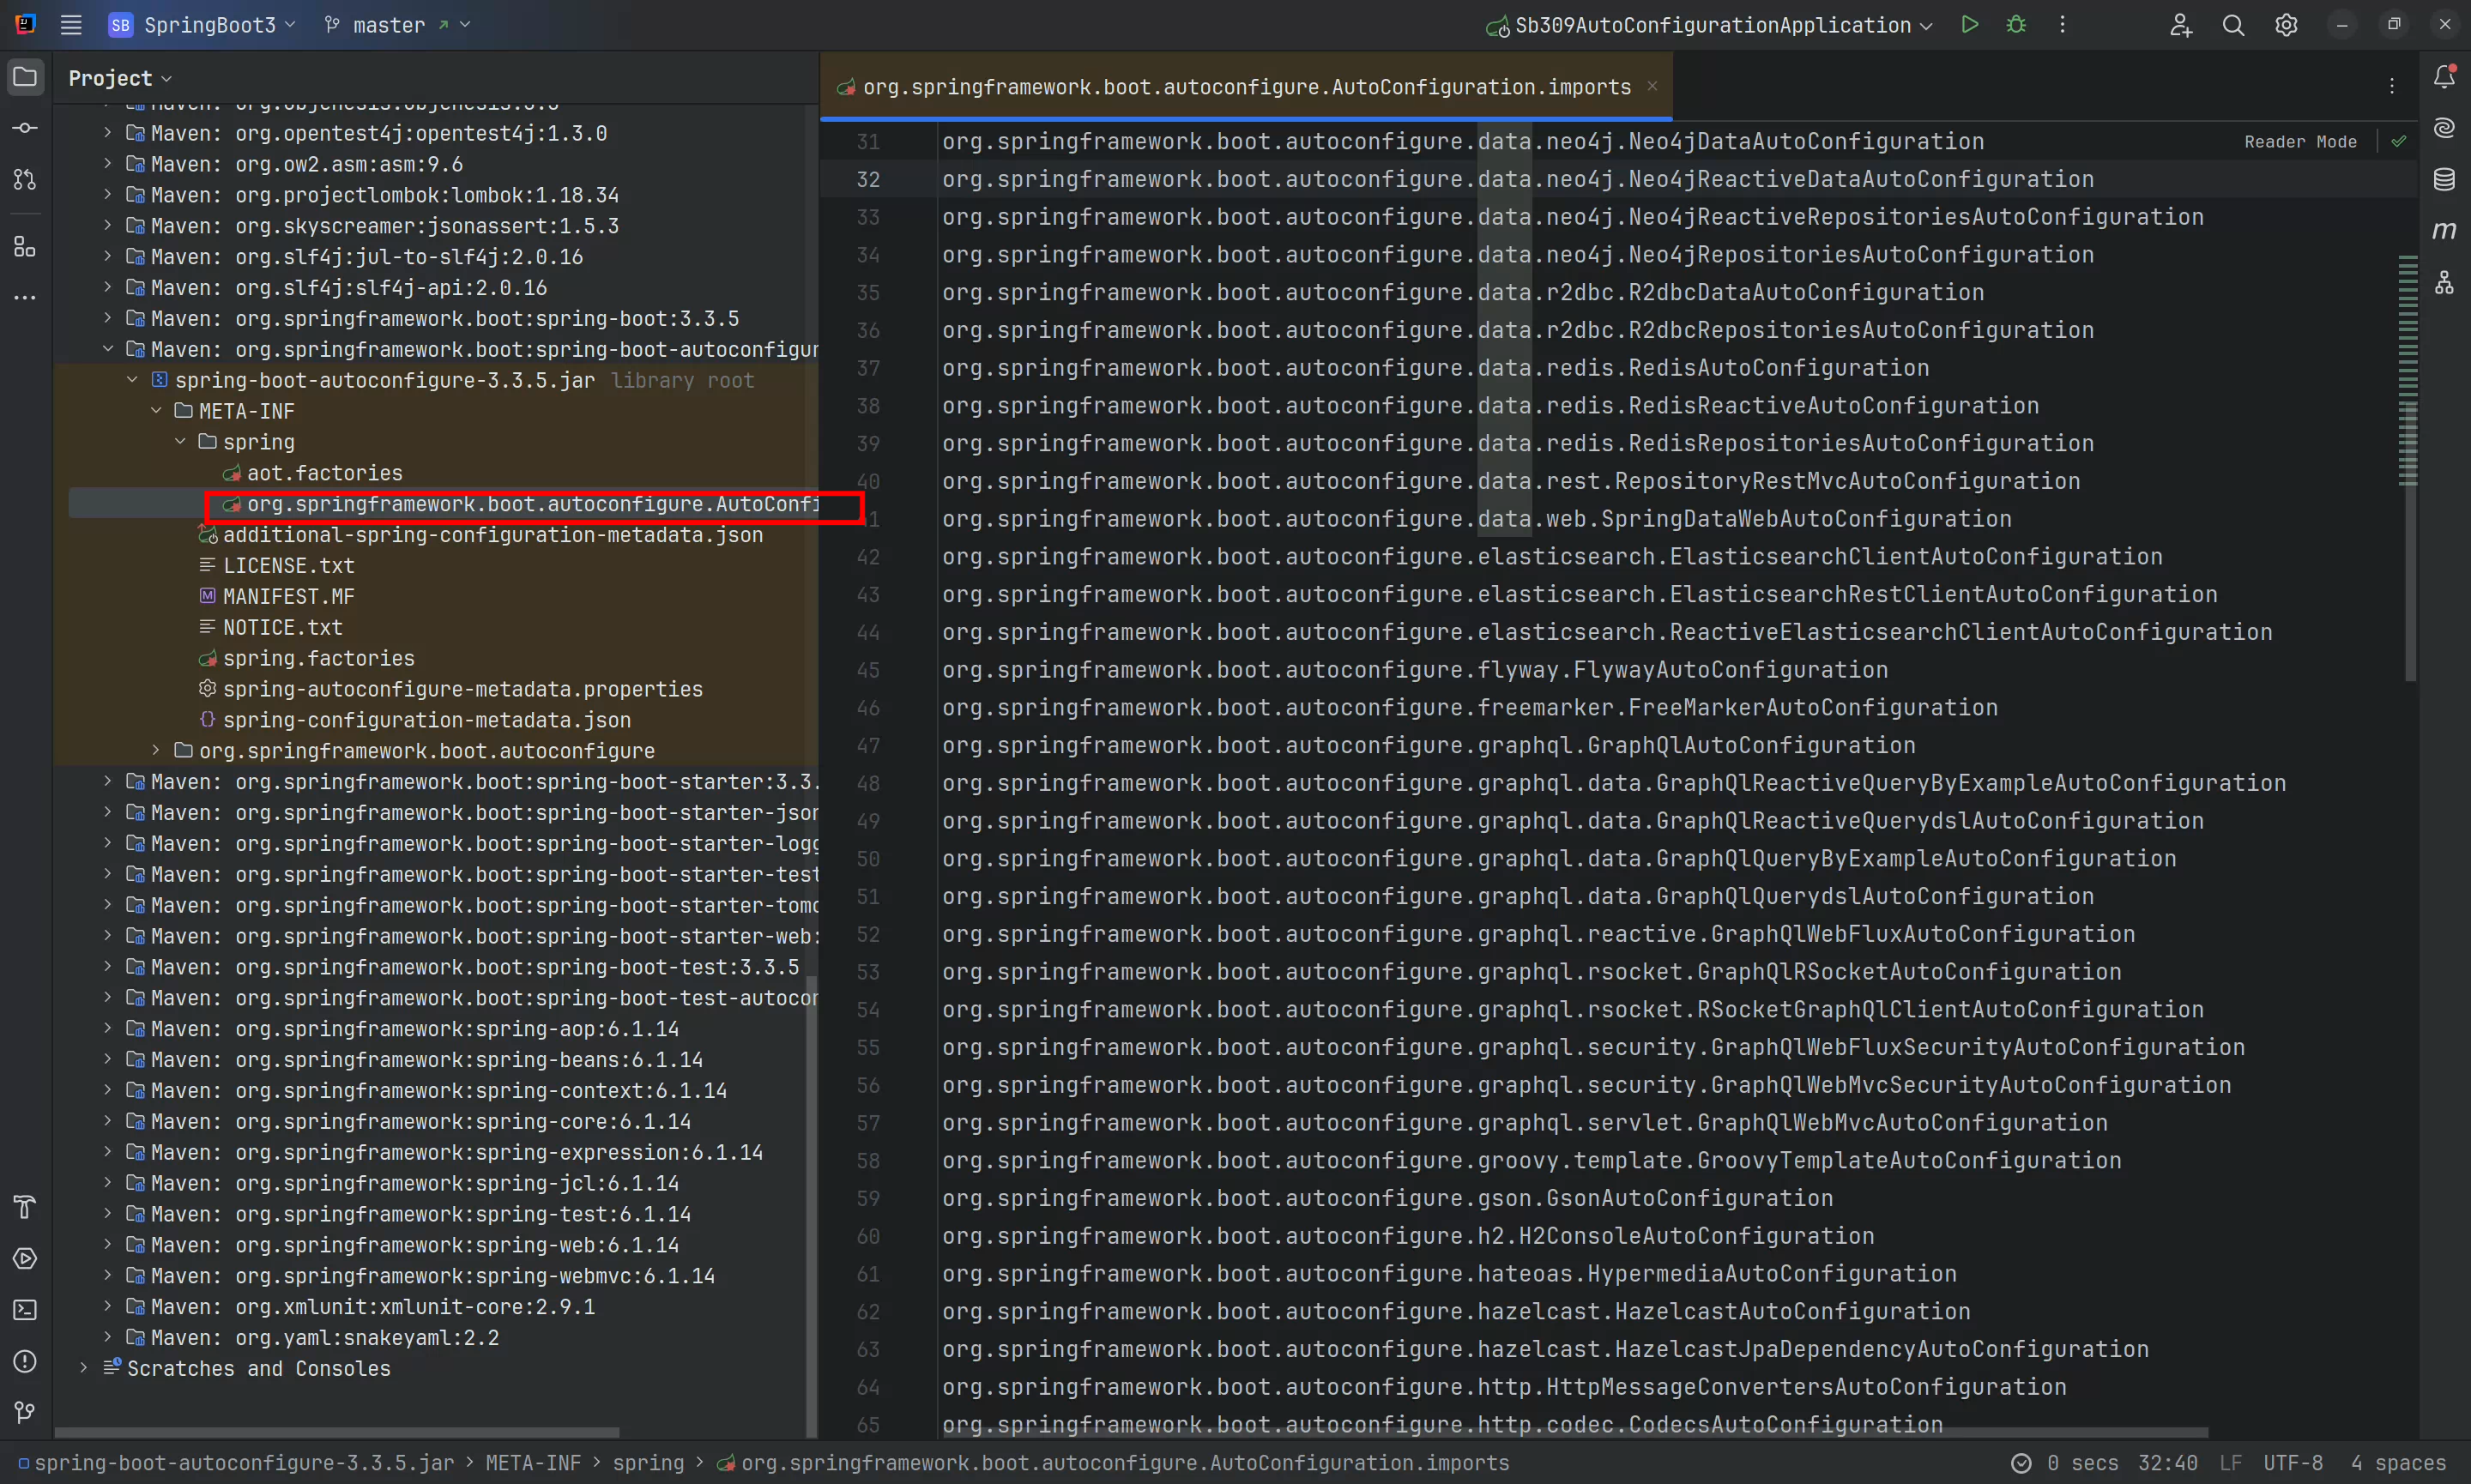 SB SpringBoot3 master Sb309AutoConfigurationApplication
Project
Maven: org.objenesis:objenesis:3.3
Maven: org.opentest4j:opentest4j:1.3.0
Maven: org.ow2.asm:asm:9.6
Maven: org.projectlombok:lombok:1.18.34
Maven: org.skyscreamer:jsonassert:1.5.3
Maven: org.slf4j:jul-to-slf4j:2.0.16
Maven: org.slf4j:slf4j-api:2.0.16
Maven: org.springframework.boot:spring-boot:3.3.5
Maven: org.springframework.boot:spring-boot-autoconfigur
spring-boot-autoconfigure-3.3.5.jar library root
META-INF
spring
aot.factories
org.springframework.boot.autoconfigure.AutoConfi
additional-spring-configuration-metadata.json
LICENSE.txt
MANIFEST.MF
NOTICE.txt
spring.factories
spring-autoconfigure-metadata.properties
spring-configuration-metadata.json
org.springframework.boot.autoconfigure
Maven: org.springframework.boot:spring-boot-starter:3.3.
Maven: org.springframework.boot:spring-boot-starter-json
Maven: org.springframework.boot:spring-boot-starter-logg
Maven: org.springframework.boot:spring-boot-starter-test
Maven: org.springframework.boot:spring-boot-starter-tomc
Maven: org.springframework.boot:spring-boot-starter-web:
Maven: org.springframework.boot:spring-boot-test:3.3.5
Maven: org.springframework.boot:spring-boot-test-autocon
Maven: org.springframework:spring-aop:6.1.14
Maven: org.springframework:spring-beans:6.1.14
Maven: org.springframework:spring-context:6.1.14
Maven: org.springframework:spring-core:6.1.14
Maven: org.springframework:spring-expression:6.1.14
Maven: org.springframework:spring-jcl:6.1.14
Maven: org.springframework:spring-test:6.1.14
Maven: org.springframework:spring-web:6.1.14
Maven: org.springframework:spring-webmvc:6.1.14
Maven: org.xmlunit:xmlunit-core:2.9.1
Maven: org.yaml:snakeyaml:2.2
Scratches and Consoles
org.springframework.boot.autoconfigure.AutoConfiguration.imports
Reader Mode
31 org.springframework.boot.autoconfigure.data.neo4j.Neo4jDataAutoConfiguration
32 org.springframework.boot.autoconfigure.data.neo4j.Neo4jReactiveDataAutoConfiguration
33 org.springframework.boot.autoconfigure.data.neo4j.Neo4jReactiveRepositoriesAutoConfiguration
34 org.springframework.boot.autoconfigure.data.neo4j.Neo4jRepositoriesAutoConfiguration
35 org.springframework.boot.autoconfigure.data.r2dbc.R2dbcDataAutoConfiguration
36 org.springframework.boot.autoconfigure.data.r2dbc.R2dbcRepositoriesAutoConfiguration
37 org.springframework.boot.autoconfigure.data.redis.RedisAutoConfiguration
38 org.springframework.boot.autoconfigure.data.redis.RedisReactiveAutoConfiguration
39 org.springframework.boot.autoconfigure.data.redis.RedisRepositoriesAutoConfiguration
40 org.springframework.boot.autoconfigure.data.rest.RepositoryRestMvcAutoConfiguration
1 org.springframework.boot.autoconfigure.data.web.SpringDataWebAutoConfiguration
42 org.springframework.boot.autoconfigure.elasticsearch.ElasticsearchClientAutoConfiguration
43 org.springframework.boot.autoconfigure.elasticsearch.ElasticsearchRestClientAutoConfiguration
44 org.springframework.boot.autoconfigure.elasticsearch.ReactiveElasticsearchClientAutoConfiguration
45 org.springframework.boot.autoconfigure.flyway.FlywayAutoConfiguration
46 org.springframework.boot.autoconfigure.freemarker.FreeMarkerAutoConfiguration
47 org.springframework.boot.autoconfigure.graphql.GraphQlAutoConfiguration
48 org.springframework.boot.autoconfigure.graphql.data.GraphQlReactiveQueryByExampleAutoConfiguration
49 org.springframework.boot.autoconfigure.graphql.data.GraphQlReactiveQuerydslAutoConfiguration
50 org.springframework.boot.autoconfigure.graphql.data.GraphQlQueryByExampleAutoConfiguration
51 org.springframework.boot.autoconfigure.graphql.data.GraphQlQuerydslAutoConfiguration
52 org.springframework.boot.autoconfigure.graphql.reactive.GraphQlWebFluxAutoConfiguration
53 org.springframework.boot.autoconfigure.graphql.rsocket.GraphQlRSocketAutoConfiguration
54 org.springframework.boot.autoconfigure.graphql.rsocket.RSocketGraphQlClientAutoConfiguration
55 org.springframework.boot.autoconfigure.graphql.security.GraphQlWebFluxSecurityAutoConfiguration
56 org.springframework.boot.autoconfigure.graphql.security.GraphQlWebMvcSecurityAutoConfiguration
57 org.springframework.boot.autoconfigure.graphql.servlet.GraphQlWebMvcAutoConfiguration
58 org.springframework.boot.autoconfigure.groovy.template.GroovyTemplateAutoConfiguration
59 org.springframework.boot.autoconfigure.gson.GsonAutoConfiguration
60 org.springframework.boot.autoconfigure.h2.H2ConsoleAutoConfiguration
61 org.springframework.boot.autoconfigure.hateoas.HypermediaAutoConfiguration
62 org.springframework.boot.autoconfigure.hazelcast.HazelcastAutoConfiguration
63 org.springframework.boot.autoconfigure.hazelcast.HazelcastJpaDependencyAutoConfiguration
64 org.springframework.boot.autoconfigure.http.HttpMessageConvertersAutoConfiguration
65 org.springframework.boot.autoconfigure.http.codec.CodecsAutoConfiguration
spring-boot-autoconfigure-3.3.5.jar > META-INF > spring > org.springframework.boot.autoconfigure.AutoConfiguration.imports 0 secs 32:40 LF UTF-8 4 spaces